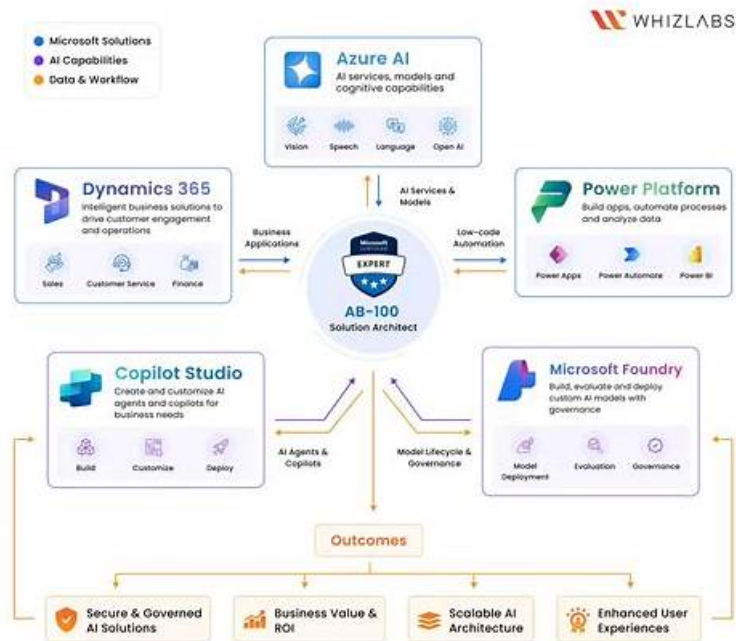 WHIZLABS
Microsoft Solutions
AI Capabilities
Data & Workflow
Azure AI
AI services, models and
cognitive capabilities
Vision
Speech
Language
Open AI
Dynamics 365
Intelligent business solutions to
drive customer engagement
and operations
Sales
Customer Service
Finance
Business
Applications
AI Services &
Models
Low-code
Automation
Power Platform
Build apps, automate processes
and analyze data
Power Apps
Power Automate
Power BI
Microsoft
CERTIFIED
EXPERT
AB-100
Solution Architect
Copilot Studio
Create and customize AI
agents and copilots for
business needs
Build
Customize
Deploy
AI Agents &
Copilots
Model Lifecycle &
Governance
Microsoft Foundry
Build, evaluate and deploy
custom AI models with
governance
Model
Deployment
Evaluation
Governance
Outcomes
Secure & Governed
AI Solutions
Business Value &
ROI
Scalable AI
Architecture
Enhanced User
Experiences